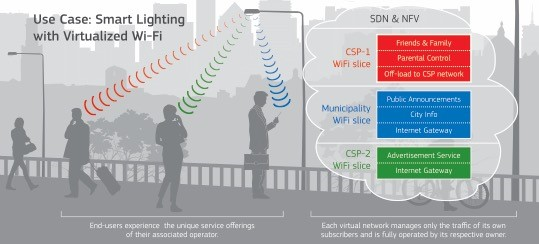 Use Case: Smart Lighting
with Virtualized Wi-Fi
SDN & NFV
CSP-1
WiFi slice
Friends & Family
Parental Control
Off-load to CSP network
Municipality
WiFi slice
Public Announcements
City Info
Internet Gateway
CSP-2
WiFi slice
Advertisement Service
Internet Gateway
End-users experience the unique service offerings
of their associated operator.
Each virtual network manages only the traffic of its own
subscribers and is fully operated by its respective owner.